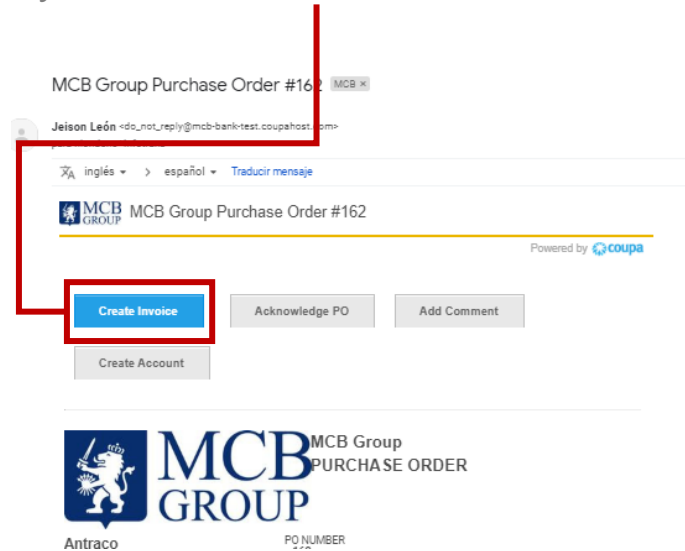 MCB Group Purchase Order #162 MCB ×
Jeison León <do_not_reply@mcb-bank-test.coupahost.com>
inglés > español Traducir mensaje
MCB GROUP MCB Group Purchase Order #162
Powered by coupa
Create Invoice Acknowledge PO Add Comment
Create Account
MCB GROUP
MCB Group
PURCHASE ORDER
Antraco PO NUMBER